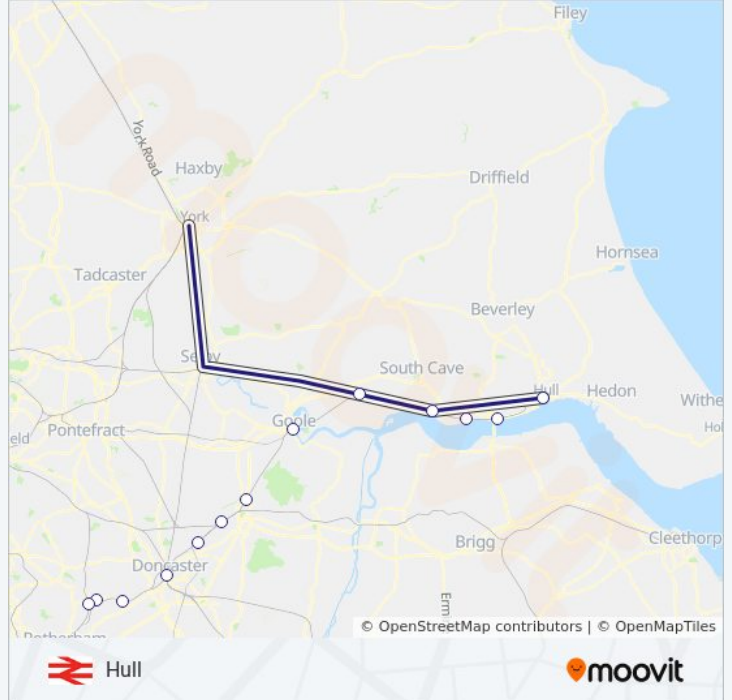 Filey
York Road
Haxby
Driffield
York
Hornsea
Tadcaster
Beverley
Selby
South Cave
Hull
Hedon
Withe
Goole
Hol
eld
Pontefract
Brigg
Cleethorp
Doncaster
Erm
Rotherham
© OpenStreetMap contributors | © OpenMapTiles
Hull
moovit